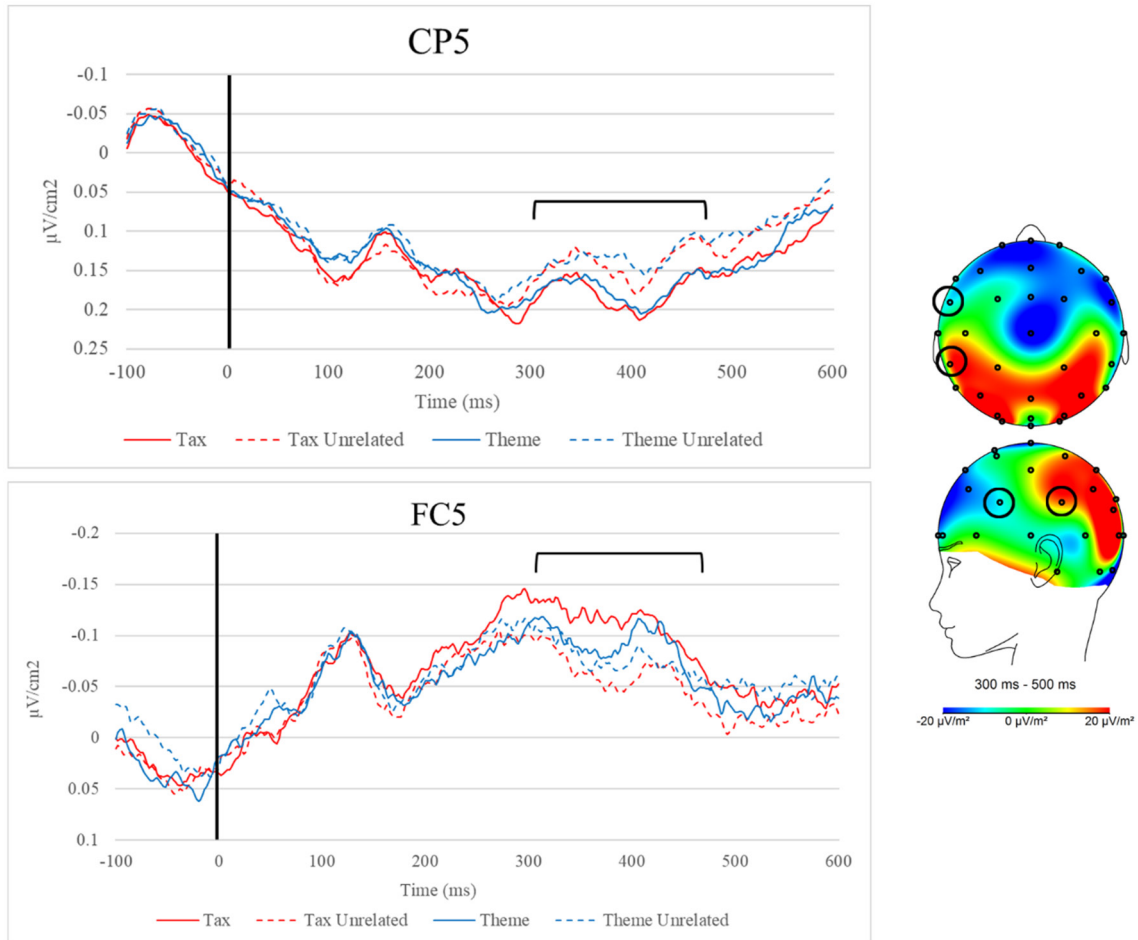 CP5
-0.1
-0.05
0
0.05
0.1
0.15
0.2
0.25
µV/cm2
-100 0 100 200 300 400 500 600
Time (ms)
Tax Tax Unrelated Theme Theme Unrelated
FC5
-0.2
-0.15
-0.1
-0.05
0
0.05
0.1
µV/cm2
-100 0 100 200 300 400 500 600
Time (ms)
Tax Tax Unrelated Theme Theme Unrelated
300 ms - 500 ms
-20 µV/m² 0 µV/m² 20 µV/m²